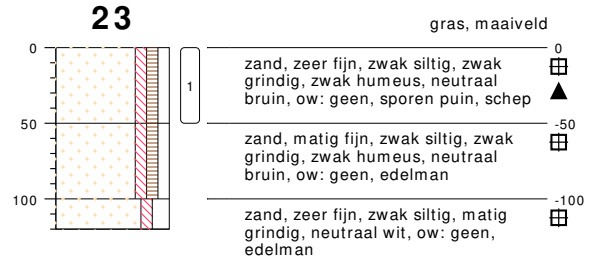 23
gras, maaiveld
0
0
zand, zeer fijn, zwak siltig, zwak
grindig, zwak humeus, neutraal
bruin, ow: geen, sporen puin, schep
1
50
-50
zand, matig fijn, zwak siltig, zwak
grindig, zwak humeus, neutraal
bruin, ow: geen, edelman
100
-100
zand, zeer fijn, zwak siltig, matig
grindig, neutraal wit, ow: geen,
edelman